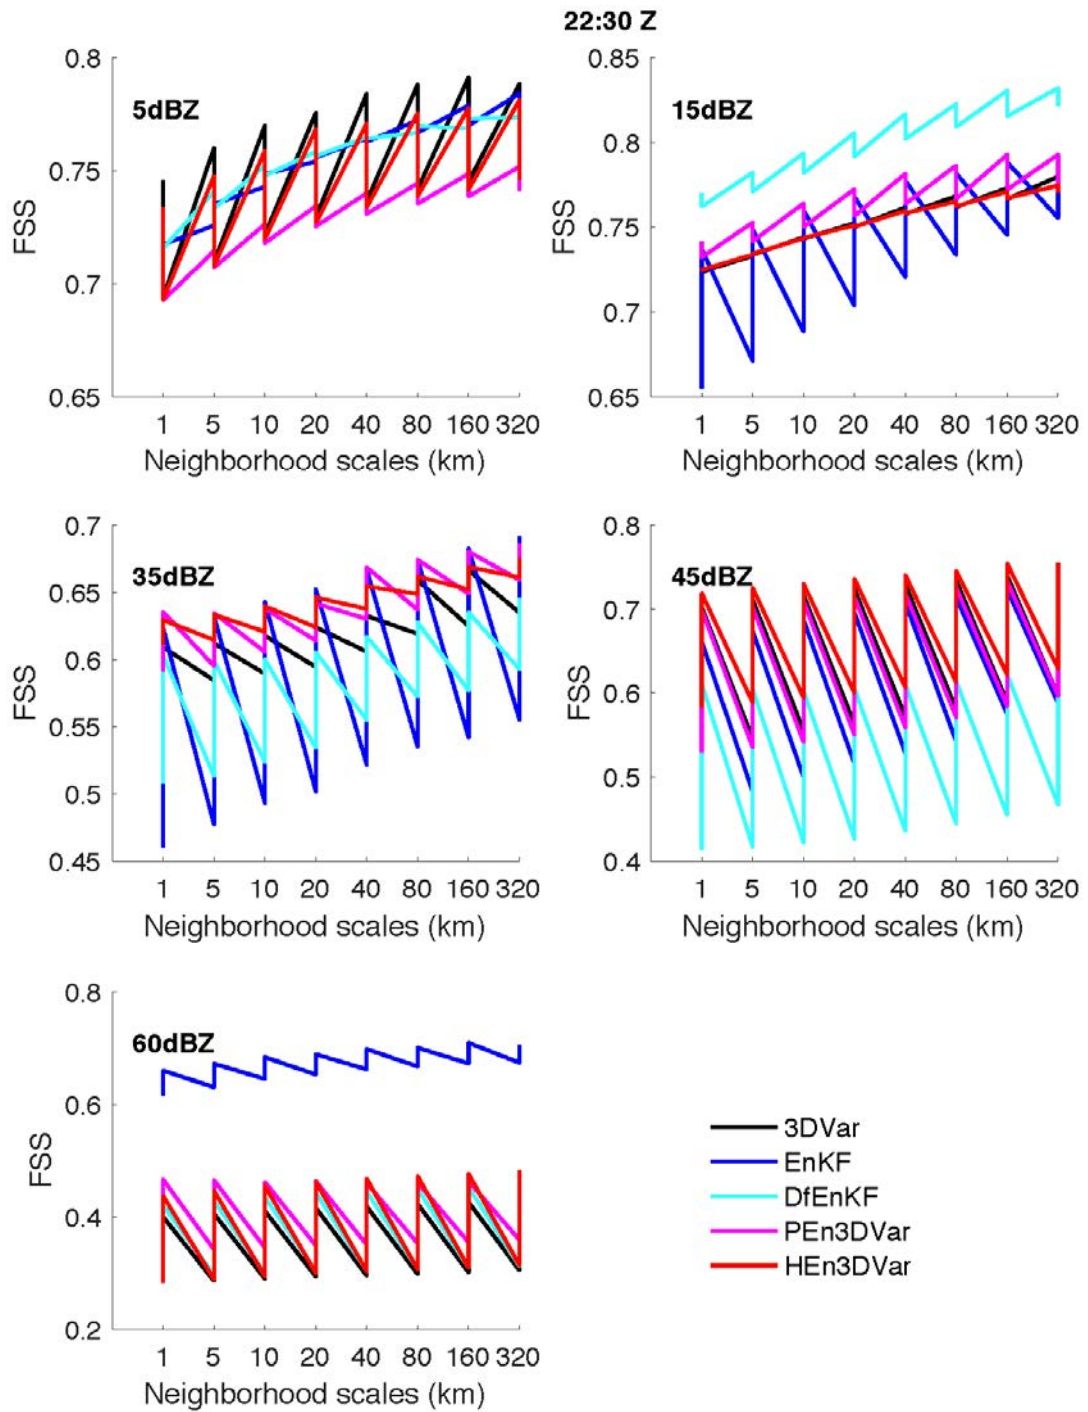 22:30 Z
5dBZ
FSS
0.8
0.75
0.7
0.65
1 5 10 20 40 80 160 320
Neighborhood scales (km)
15dBZ
FSS
0.85
0.8
0.75
0.7
0.65
1 5 10 20 40 80 160 320
Neighborhood scales (km)
35dBZ
FSS
0.7
0.65
0.6
0.55
0.5
0.45
1 5 10 20 40 80 160 320
Neighborhood scales (km)
45dBZ
FSS
0.8
0.7
0.6
0.5
0.4
1 5 10 20 40 80 160 320
Neighborhood scales (km)
60dBZ
FSS
0.8
0.6
0.4
0.2
1 5 10 20 40 80 160 320
Neighborhood scales (km)
3DVar
EnKF
DfEnKF
PEn3DVar
HEn3DVar